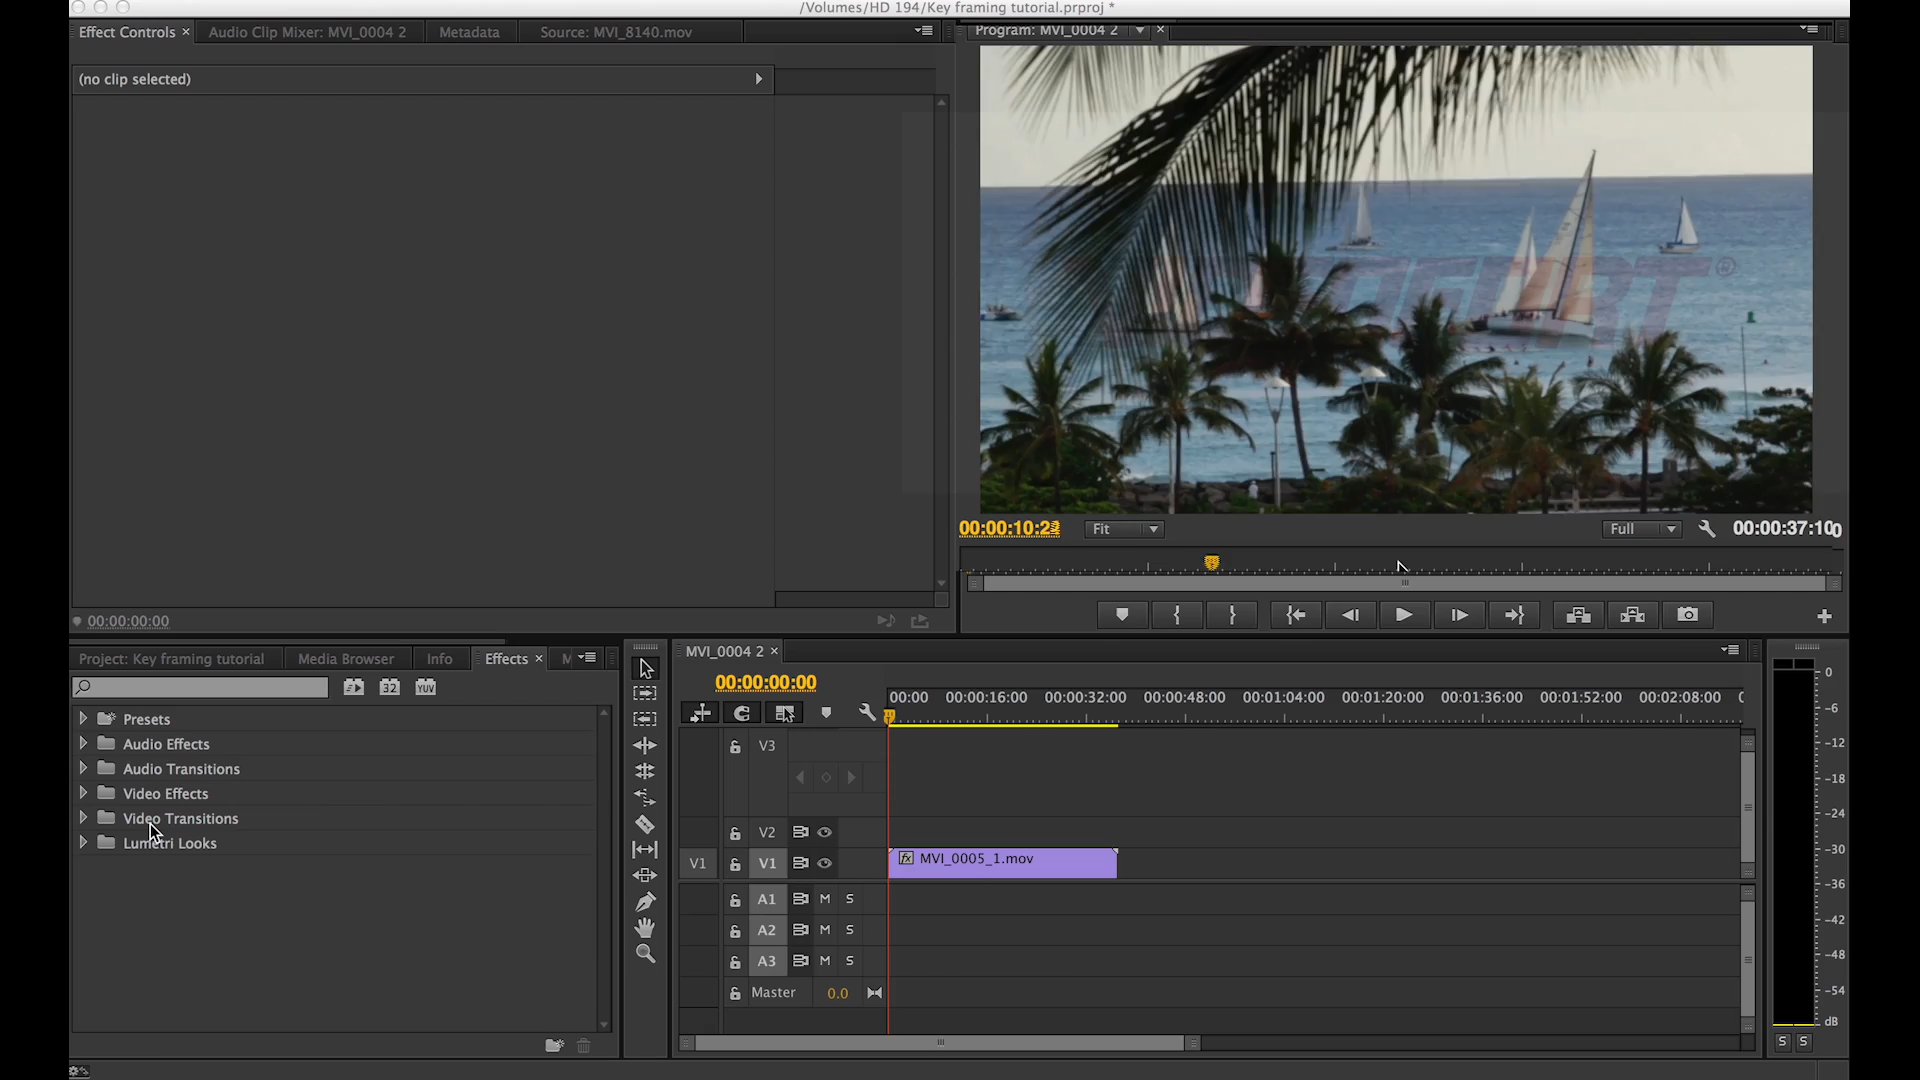 /Volumes/HD 194/Key framing tutorial.prproj *
Effect Controls × Audio Clip Mixer: MVI_0004 2 Metadata Source: MVI_8140.mov
Program: MVI_0004 2 ×
(no clip selected)
Fit Full 00:00:37:10
00:00:00:00
Project: Key framing tutorial Media Browser Info Effects × M
32 YUV
Presets
Audio Effects
Audio Transitions
Video Effects
Video Transitions
Lumetri Looks
MVI_0004 2 ×
00:00:00:00
00:00 00:00:16:00 00:00:32:00 00:00:48:00 00:01:04:00 00:01:20:00 00:01:36:00 00:01:52:00 00:02:08:00
V3
V2
V1 V1 fx MVI_0005_1.mov
A1 M S
A2 M S
A3 M S
Master 0.0
0
-6
-12
-18
-24
-30
-36
-42
-48
-54
dB
S S